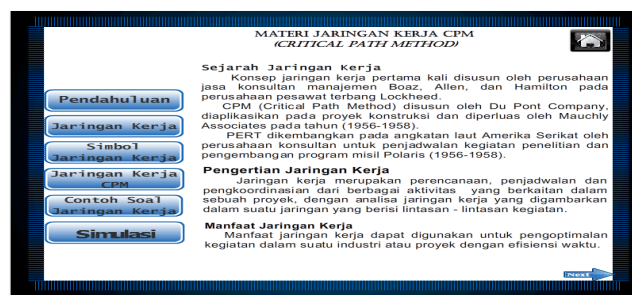 MATERI JARINGAN KERJA CPM
(CRITICAL PATH METHOD)
Pendahuluan
Jaringan Kerja
Simbol
Jaringan Kerja
Jaringan Kerja
CPM
Contoh Soal
Jaringan Kerja
Simulasi
Sejarah Jaringan Kerja
Konsep jaringan kerja pertama kali disusun oleh perusahaan
jasa konsultan manajemen Boaz, Allen, dan Hamilton pada
perusahaan pesawat terbang Lockheed.
CPM (Critical Path Method) disusun oleh Du Pont Company,
diaplikasikan pada proyek konstruksi dan diperluas oleh Mauchly
Associates pada tahun (1956-1958).
PERT dikembangkan pada angkatan laut Amerika Serikat oleh
perusahaan konsultan untuk penjadwalan kegiatan penelitian dan
pengembangan program misil Polaris (1956-1958).
Pengertian Jaringan Kerja
Jaringan kerja merupakan perencanaan, penjadwalan dan
pengkoordinasian dari berbagai aktivitas yang berkaitan dalam
sebuah proyek, dengan analisa jaringan kerja yang digambarkan
dalam suatu jaringan yang berisi lintasan - lintasan kegiatan.
Manfaat Jaringan Kerja
Manfaat jaringan kerja dapat digunakan untuk pengoptimalan
kegiatan dalam suatu industri atau proyek dengan efisiensi waktu.
Next